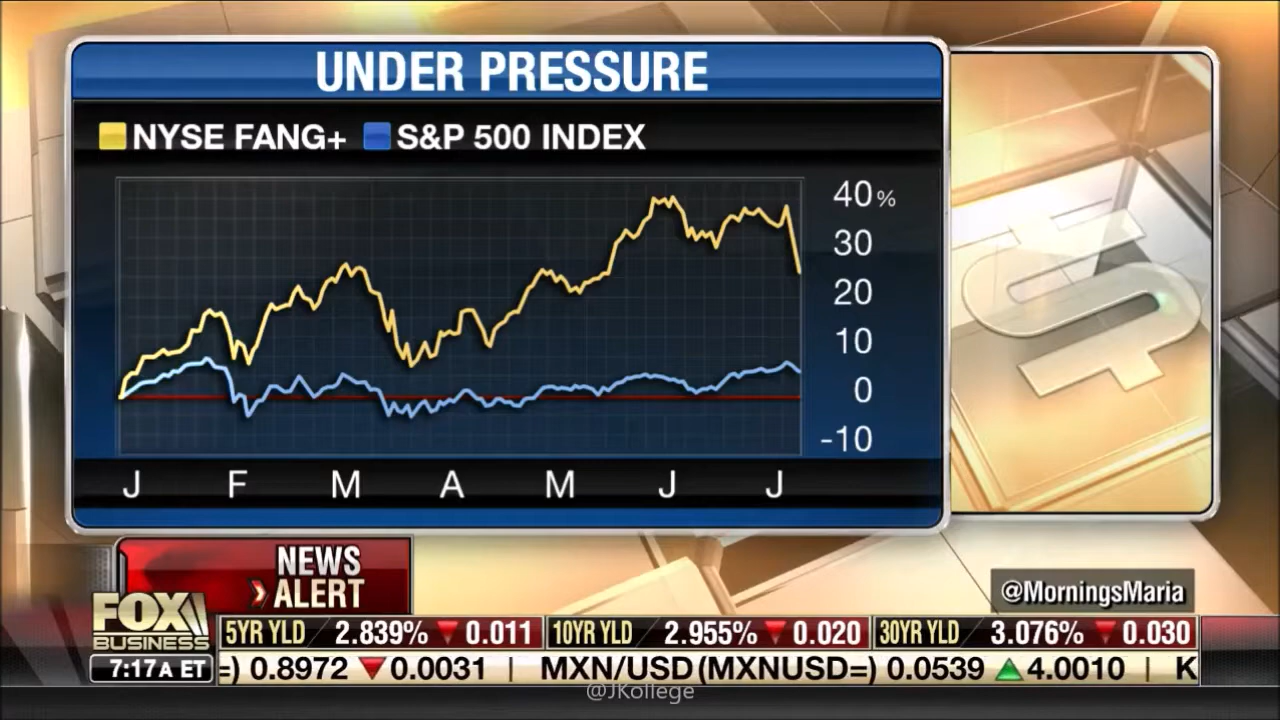 UNDER PRESSURE
NYSE FANG+ S&P 500 INDEX
40%
30
20
10
0
-10
J F M A M J J
NEWS
ALERT
@MorningsMaria
FOX
BUSINESS
5YR YLD 2.839% ▼ 0.011 10YR YLD 2.955% ▼ 0.020 30YR YLD 3.076% ▼ 0.030
7:17A ET
=) 0.8972 ▼ 0.0031 | MXN/USD (MXNUSD=) 0.0539 ▲ 4.0010 | K
@JKollege